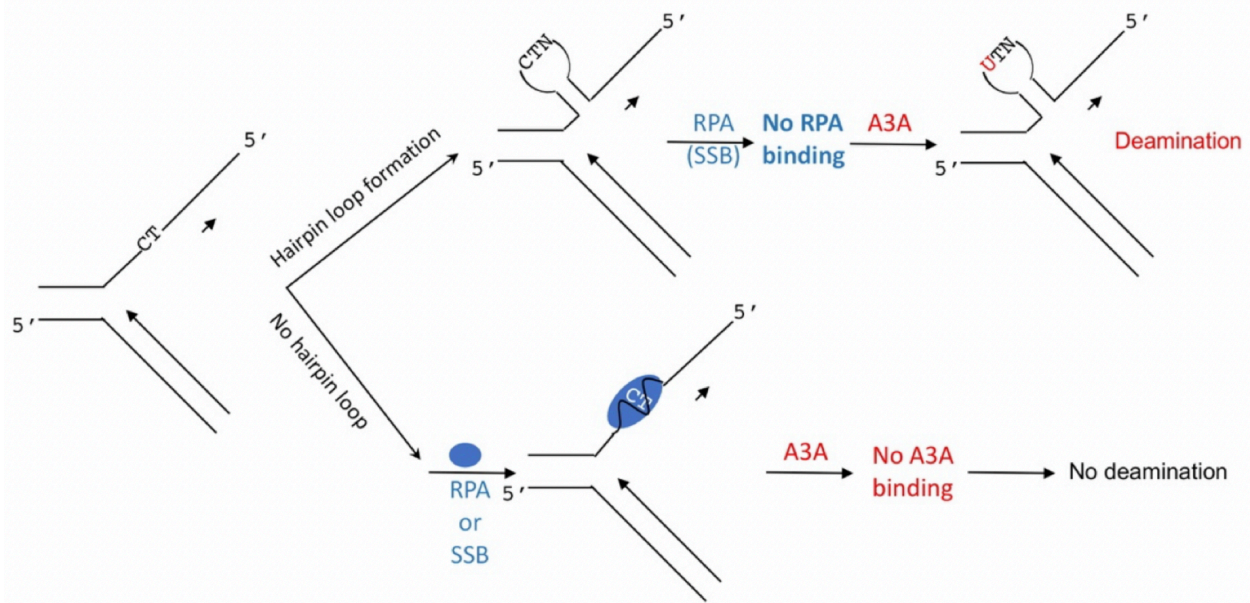 5′
CT
5′
Hairpin loop formation
No hairpin loop
CTN
5′
5′
RPA
(SSB)
No RPA
binding
A3A
UTN
5′
5′
Deamination
RPA
or
SSB
CT
5′
5′
A3A
No A3A
binding
No deamination